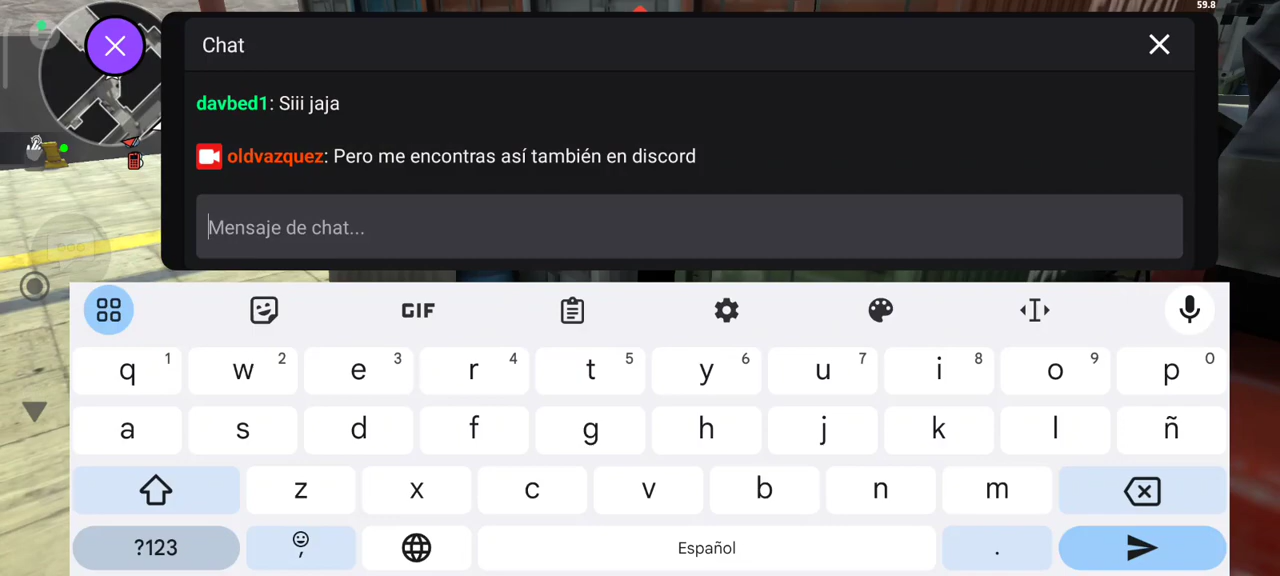 59.8
Chat
davbed1: Siii jaja
oldvazquez: Pero me encontras así también en discord
Mensaje de chat...
GIF
q 1 w 2 e 3 r 4 t 5 y 6 u 7 i 8 o 9 p 0
a s d f g h j k l ñ
z x c v b n m
?123 , Español .